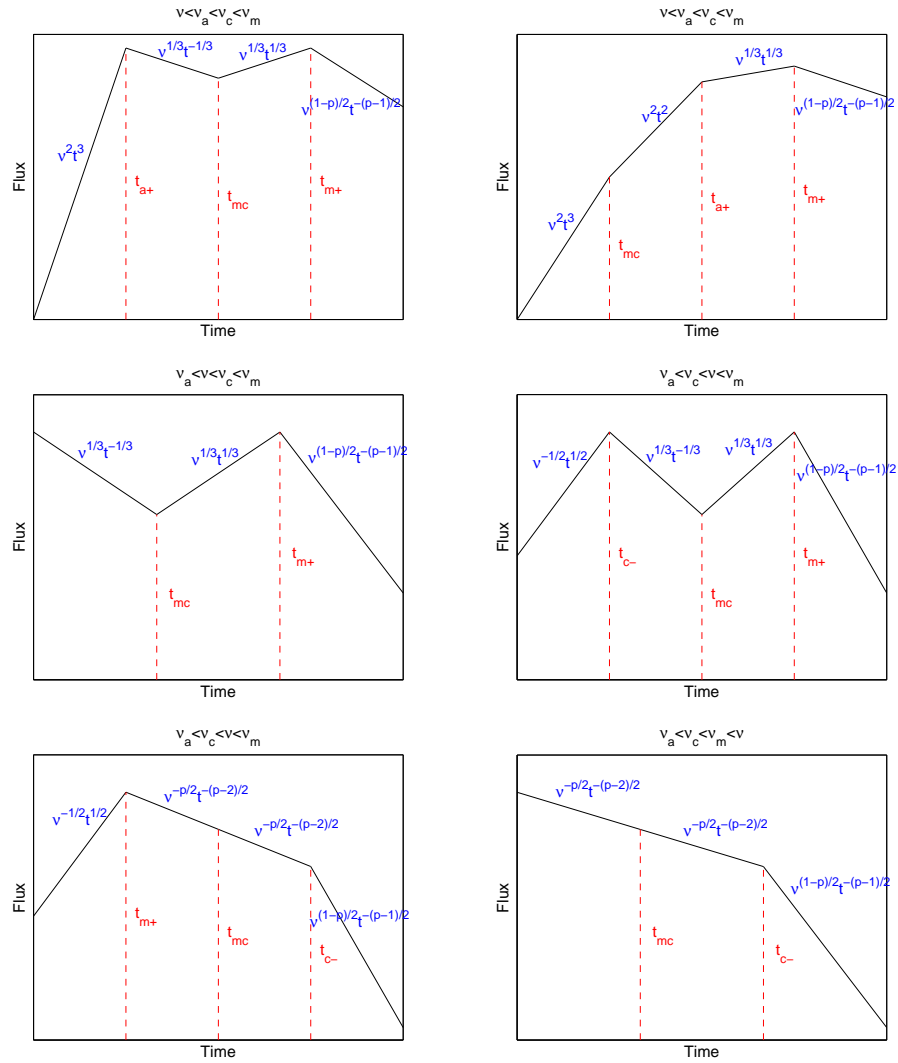 ν<ν_a<ν_c<ν_m
ν^{1/3}t^{−1/3}
ν^{1/3}t^{1/3}
ν^{(1−p)/2}t^{−(p−1)/2}
ν^2t^3
t_{a+}
t_{mc}
t_{m+}
Flux
Time
ν<ν_a<ν_c<ν_m
ν^{1/3}t^{1/3}
ν^{(1−p)/2}t^{−(p−1)/2}
ν^2t^2
ν^2t^3
t_{mc}
t_{a+}
t_{m+}
Flux
Time
ν_a<ν<ν_c<ν_m
ν^{1/3}t^{−1/3}
ν^{1/3}t^{1/3}
ν^{(1−p)/2}t^{−(p−1)/2}
t_{mc}
t_{m+}
Flux
Time
ν_a<ν_c<ν<ν_m
ν^{−1/2}t^{1/2}
ν^{1/3}t^{−1/3}
ν^{1/3}t^{1/3}
ν^{(1−p)/2}t^{−(p−1)/2}
t_{c−}
t_{mc}
t_{m+}
Flux
Time
ν_a<ν_c<ν<ν_m
ν^{−1/2}t^{1/2}
ν^{−p/2}t^{−(p−2)/2}
ν^{−p/2}t^{−(p−2)/2}
ν^{(1−p)/2}t^{−(p−1)/2}
t_{m+}
t_{mc}
t_{c−}
Flux
Time
ν_a<ν_c<ν_m<ν
ν^{−p/2}t^{−(p−2)/2}
ν^{−p/2}t^{−(p−2)/2}
ν^{(1−p)/2}t^{−(p−1)/2}
t_{mc}
t_{c−}
Flux
Time